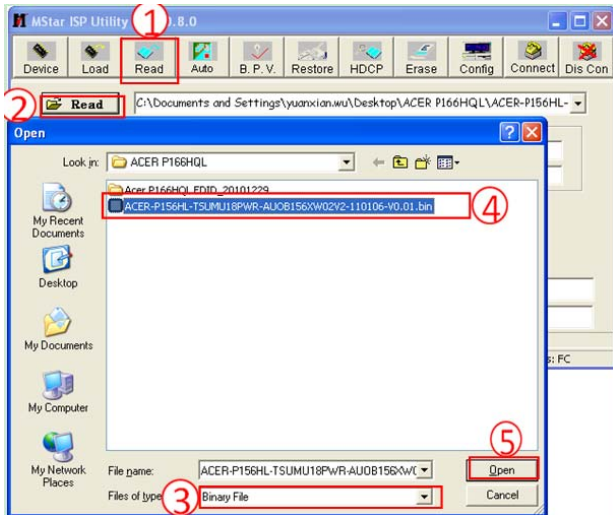 MStar ISP Utility 0.8.0
1
Device Load Read Auto B. P. V. Restore HDCP Erase Config Connect Dis Con
2 Read C:\Documents and Settings\yuanxian.wu\Desktop\ACER P166HQL\ACER-P156HL-
Open
Look in: ACER P166HQL
Acer P166HQL EDID_20101229
ACER-P156HL-TSUMU18PWR-AUOB156XW02V2-110106-V0.01.bin 4
My Recent
Documents
Desktop
My Documents
My Computer
s: FC
My Network
Places
5
File name: ACER-P156HL-TSUMU18PWR-AUOB156XW( Open
Files of type 3 Binary File Cancel